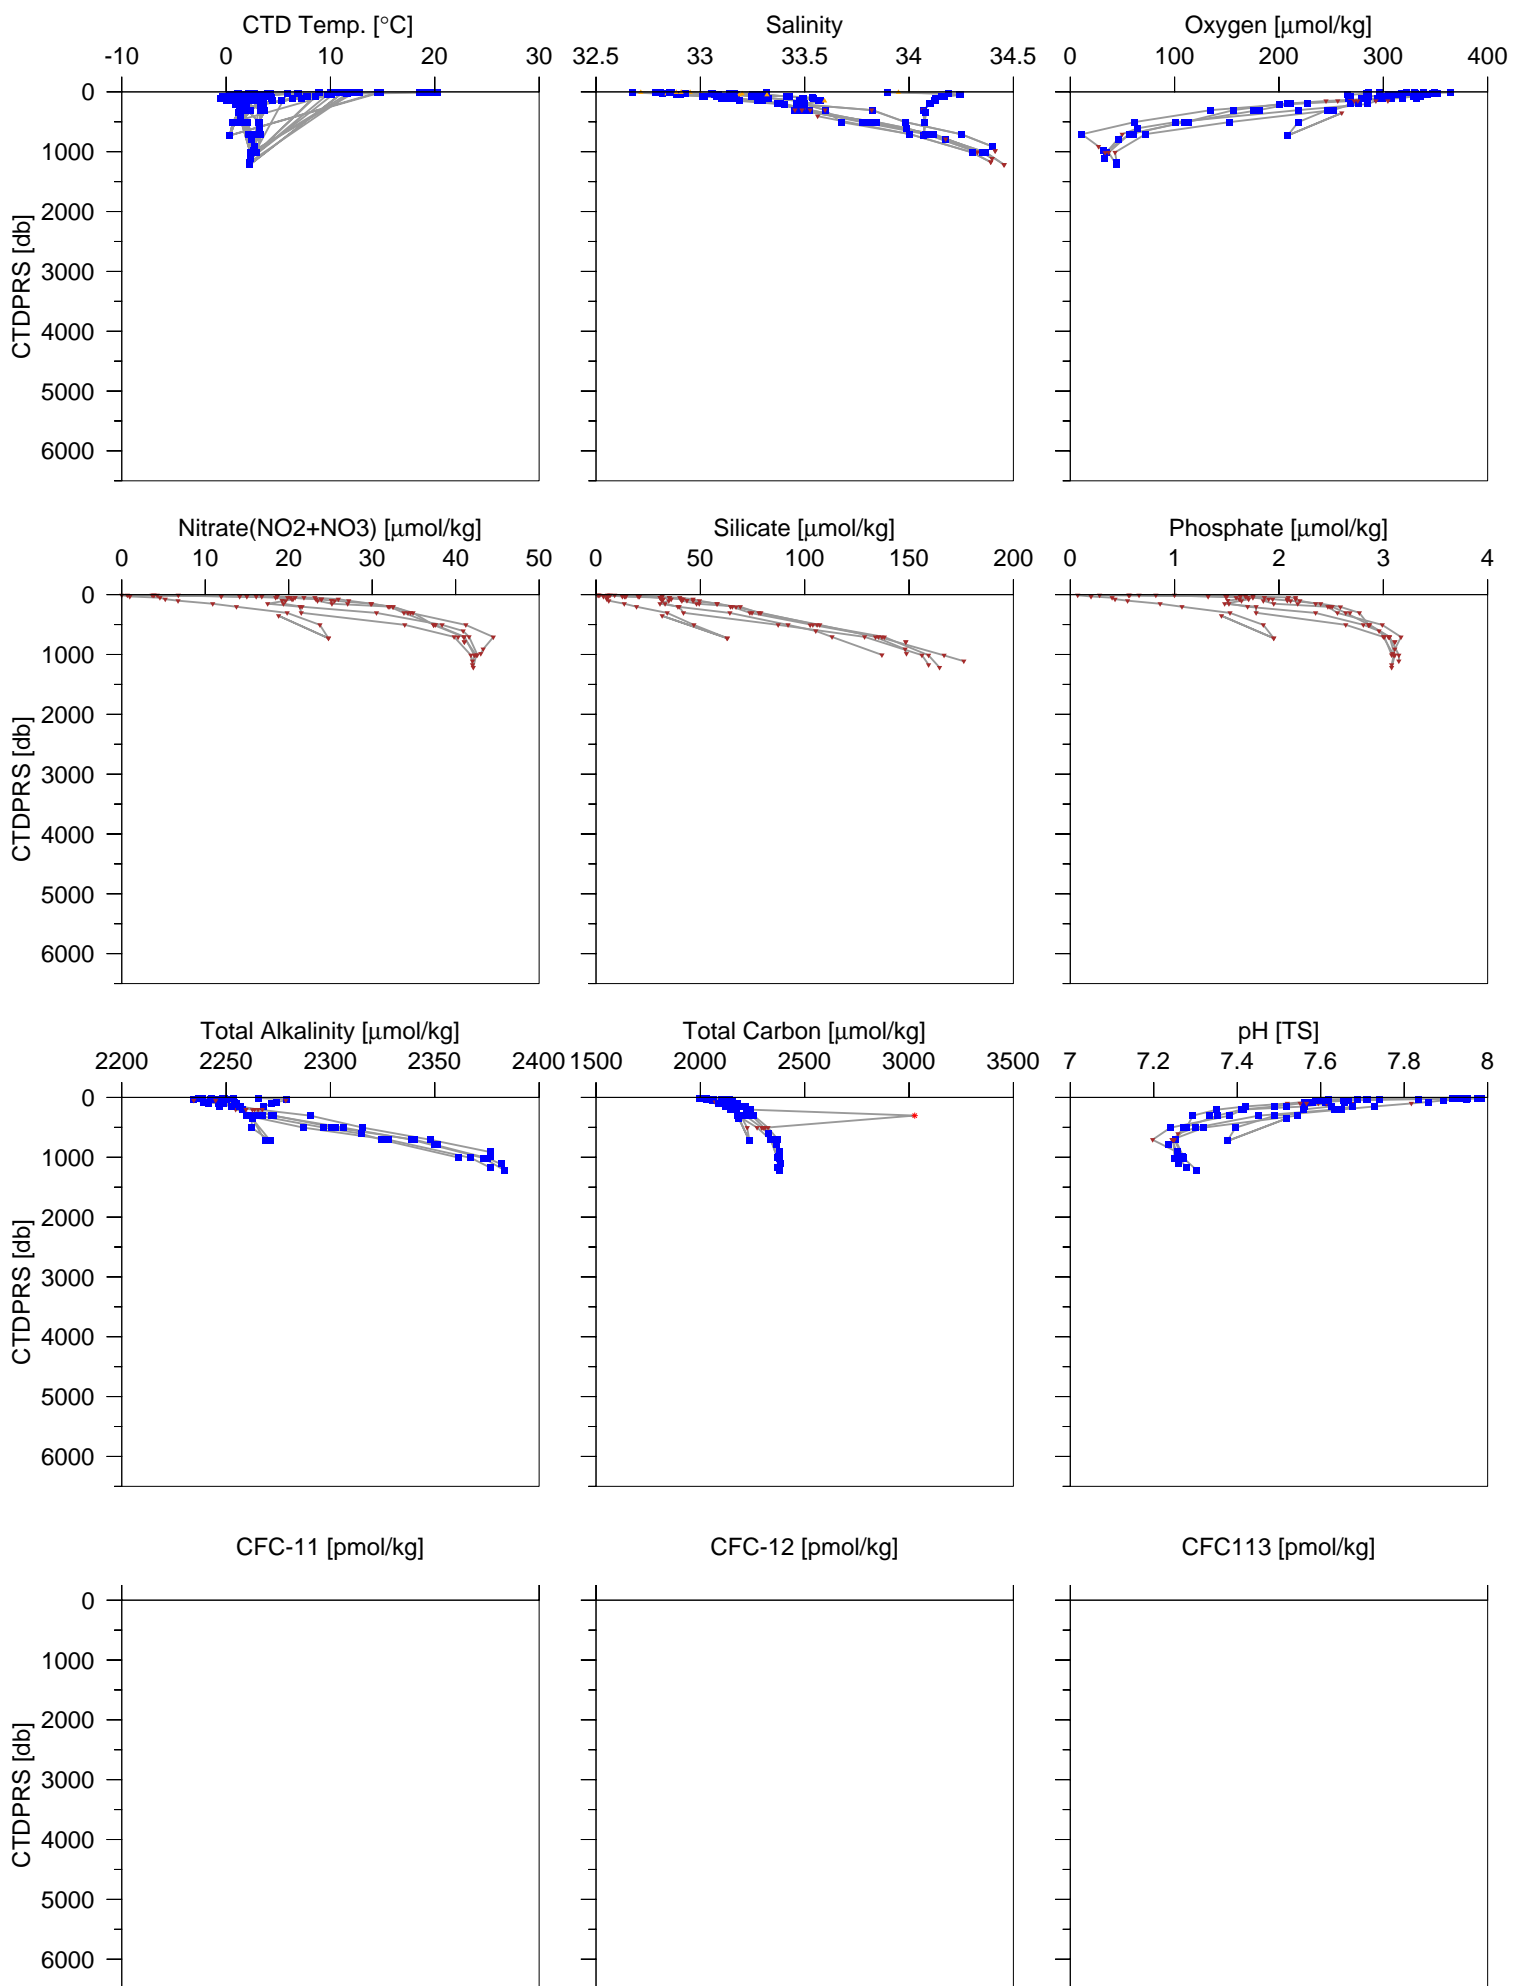 CTD Temp. [°C] Salinity Oxygen [μmol/kg]
-10 0 10 20 30 32.5 33 33.5 34 34.5 0 100 200 300 400
0
1000
2000
3000
4000
5000
6000
CTDPRS [db]
Nitrate(NO2+NO3) [μmol/kg] Silicate [μmol/kg] Phosphate [μmol/kg]
0 10 20 30 40 50 0 50 100 150 200 0 1 2 3 4
0
1000
2000
3000
4000
5000
6000
CTDPRS [db]
Total Alkalinity [μmol/kg] Total Carbon [μmol/kg] pH [TS]
2200 2250 2300 2350 2400 1500 2000 2500 3000 3500 7 7.2 7.4 7.6 7.8 8
0
1000
2000
3000
4000
5000
6000
CTDPRS [db]
CFC-11 [pmol/kg] CFC-12 [pmol/kg] CFC113 [pmol/kg]
0
1000
2000
3000
4000
5000
6000
CTDPRS [db]